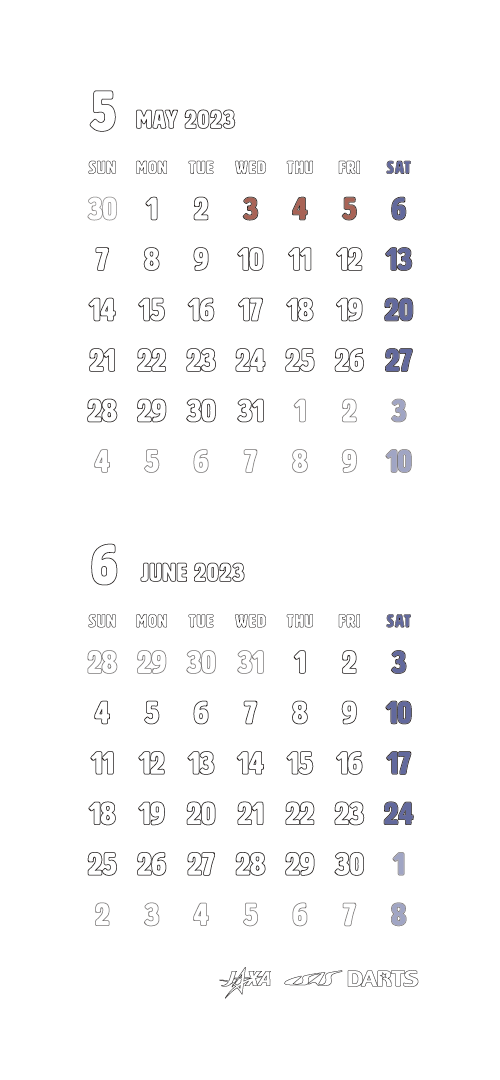 5 MAY 2023
SUN MON TUE WED THU FRI SAT
30 1 2 3 4 5 6
7 8 9 10 11 12 13
14 15 16 17 18 19 20
21 22 23 24 25 26 27
28 29 30 31 1 2 3
4 5 6 7 8 9 10
6 JUNE 2023
SUN MON TUE WED THU FRI SAT
28 29 30 31 1 2 3
4 5 6 7 8 9 10
11 12 13 14 15 16 17
18 19 20 21 22 23 24
25 26 27 28 29 30 1
2 3 4 5 6 7 8
JAXA ISAS DARTS